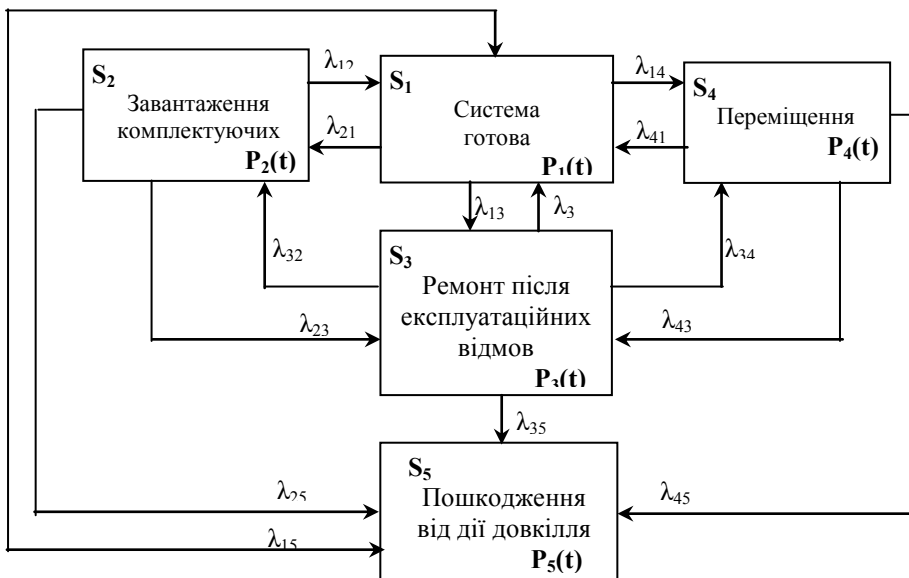 S₂
Завантаження
комплектуючих
P₂(t)
λ₁₂
λ₂₁
S₁
Система
готова
P₁(t)
λ₁₄
λ₄₁
S₄
Переміщення
P₄(t)
λ₁₃
λ₃
λ₃₂
λ₂₃
S₃
Ремонт після
експлуатаційних
відмов
P₃(t)
λ₃₄
λ₄₃
λ₃₅
S₅
Пошкодження
від дії довкілля
P₅(t)
λ₂₅
λ₁₅
λ₄₅